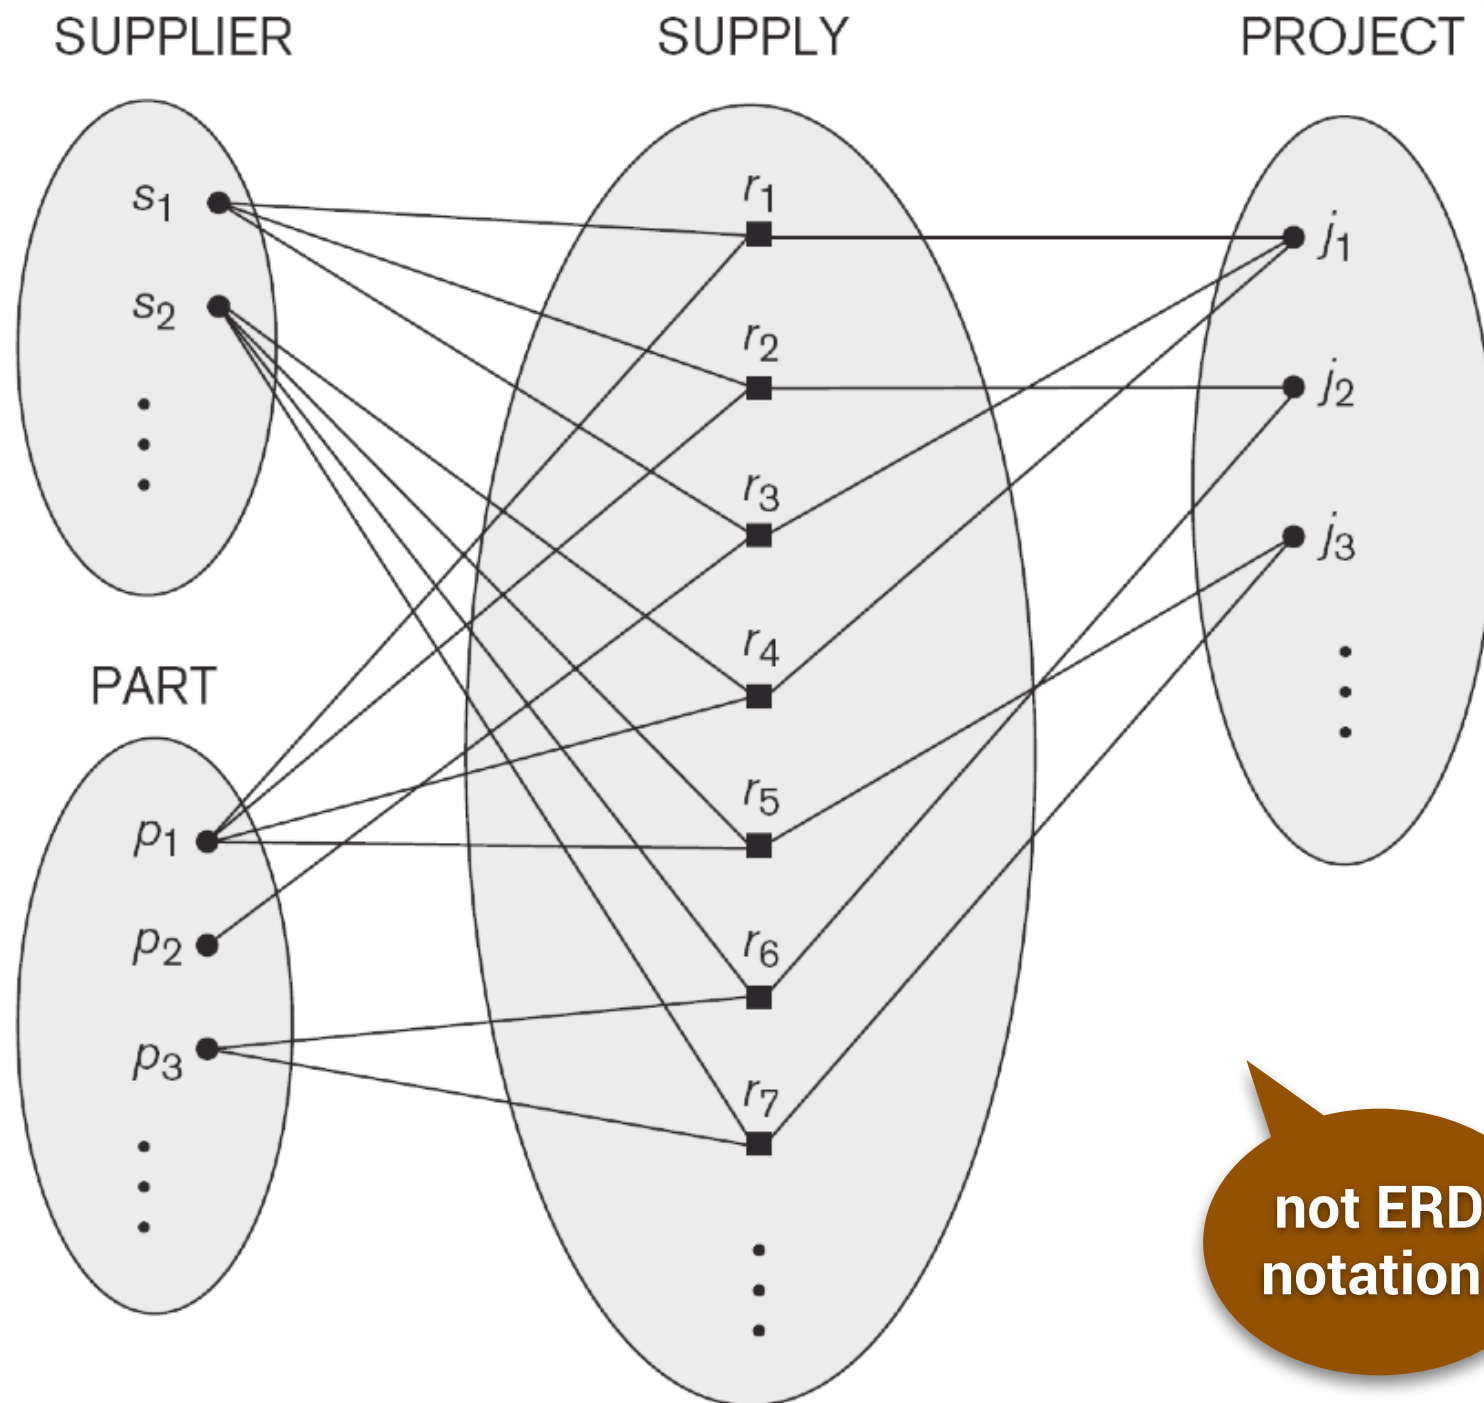 SUPPLIER
SUPPLY
PROJECT
s1
s2
PART
p1
p2
p3
r1
r2
r3
r4
r5
r6
r7
j1
j2
j3
not ERD
notation